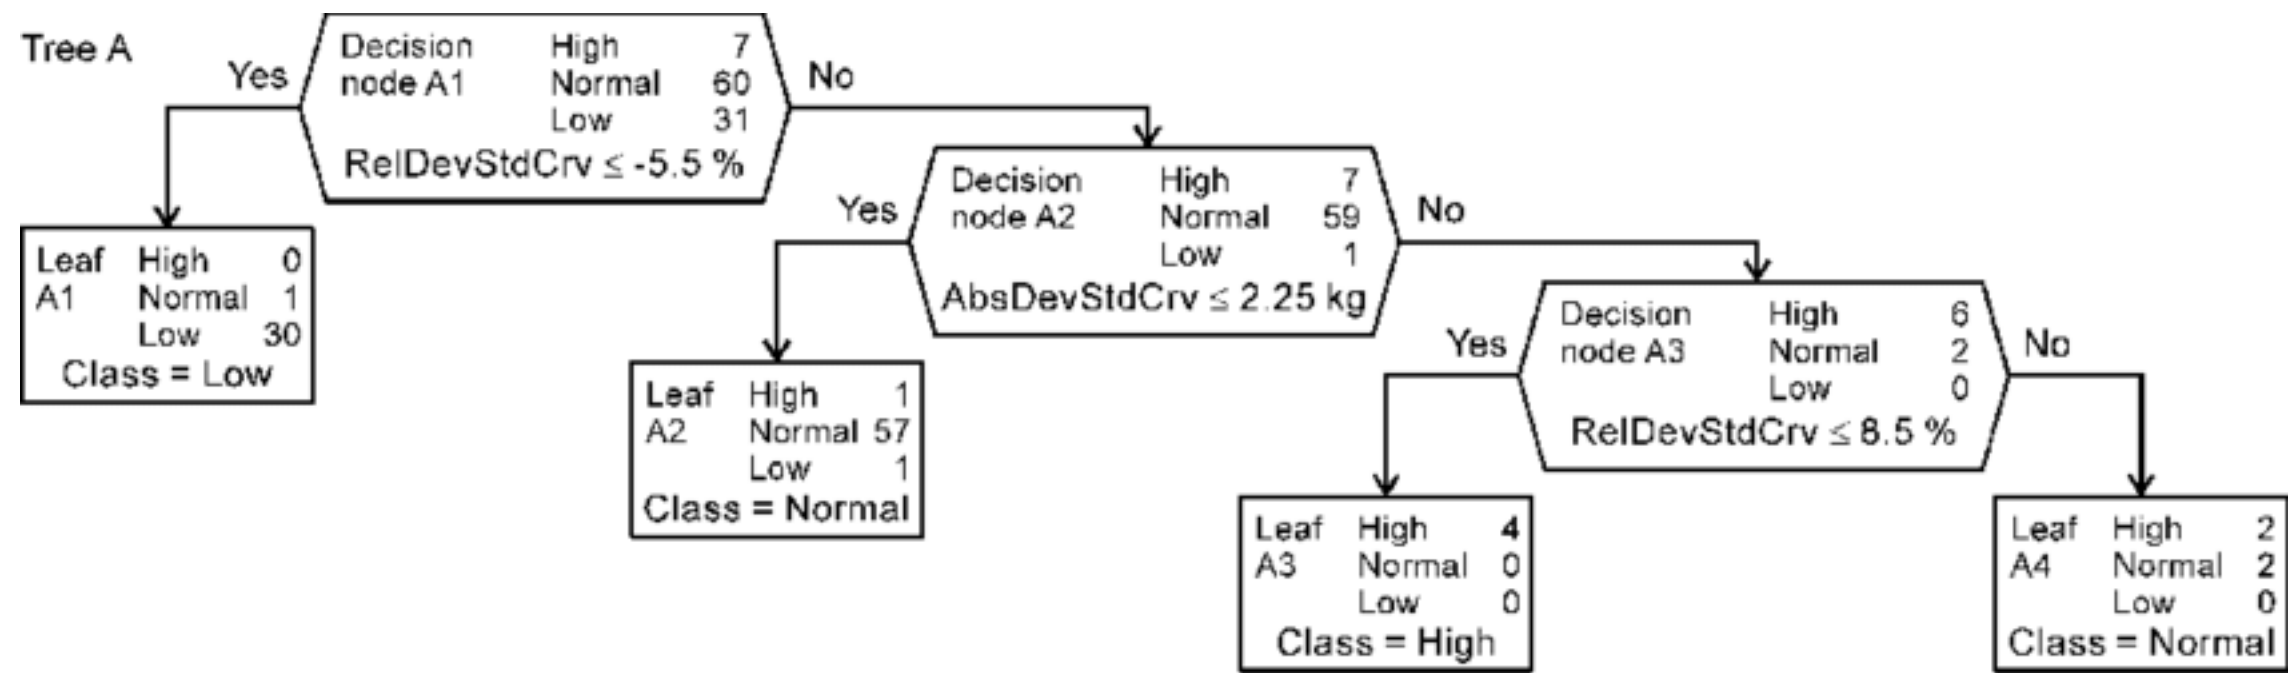 Tree A
Yes
Decision High 7
node A1 Normal 60
Low 31
RelDevStdCrv ≤ -5.5 %
No
Leaf High 0
A1 Normal 1
Low 30
Class = Low
Yes
Decision High 7
node A2 Normal 59
Low 1
AbsDevStdCrv ≤ 2.25 kg
No
Leaf High 1
A2 Normal 57
Low 1
Class = Normal
Yes
Decision High 6
node A3 Normal 2
Low 0
RelDevStdCrv ≤ 8.5 %
No
Leaf High 4
A3 Normal 0
Low 0
Class = High
Leaf High 2
A4 Normal 2
Low 0
Class = Normal